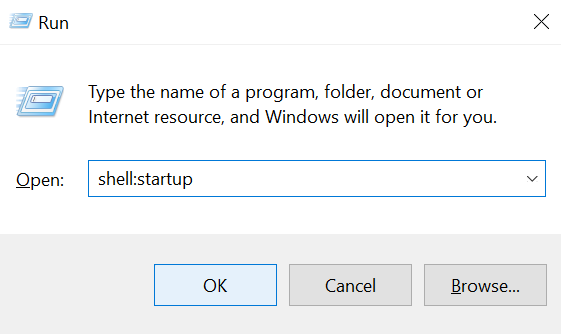 Run
Type the name of a program, folder, document or
Internet resource, and Windows will open it for you.
Open: shell:startup
OK Cancel Browse...